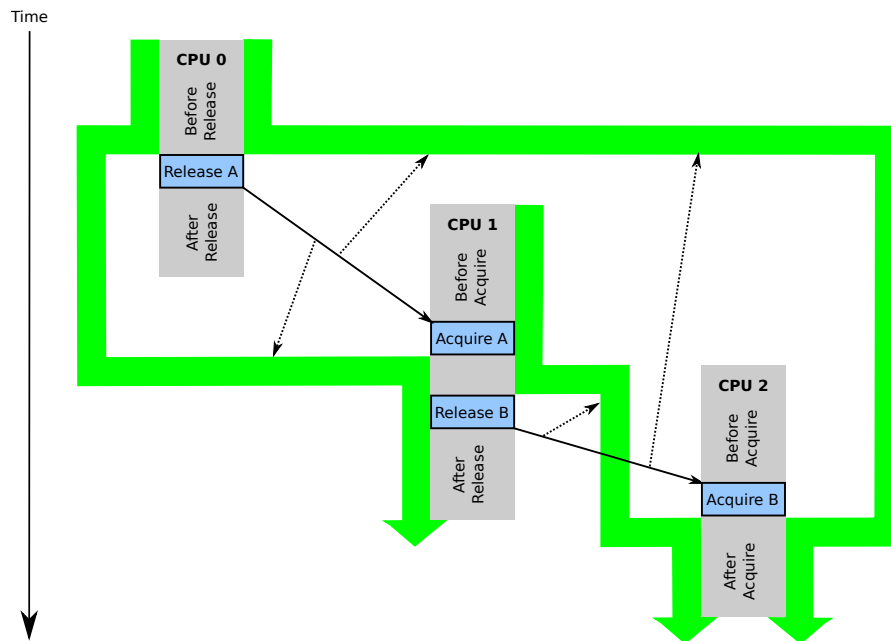 Time
CPU 0
Before
Release
Release A
After
Release
CPU 1
Before
Acquire
Acquire A
Release B
After
Release
CPU 2
Before
Acquire
Acquire B
After
Acquire